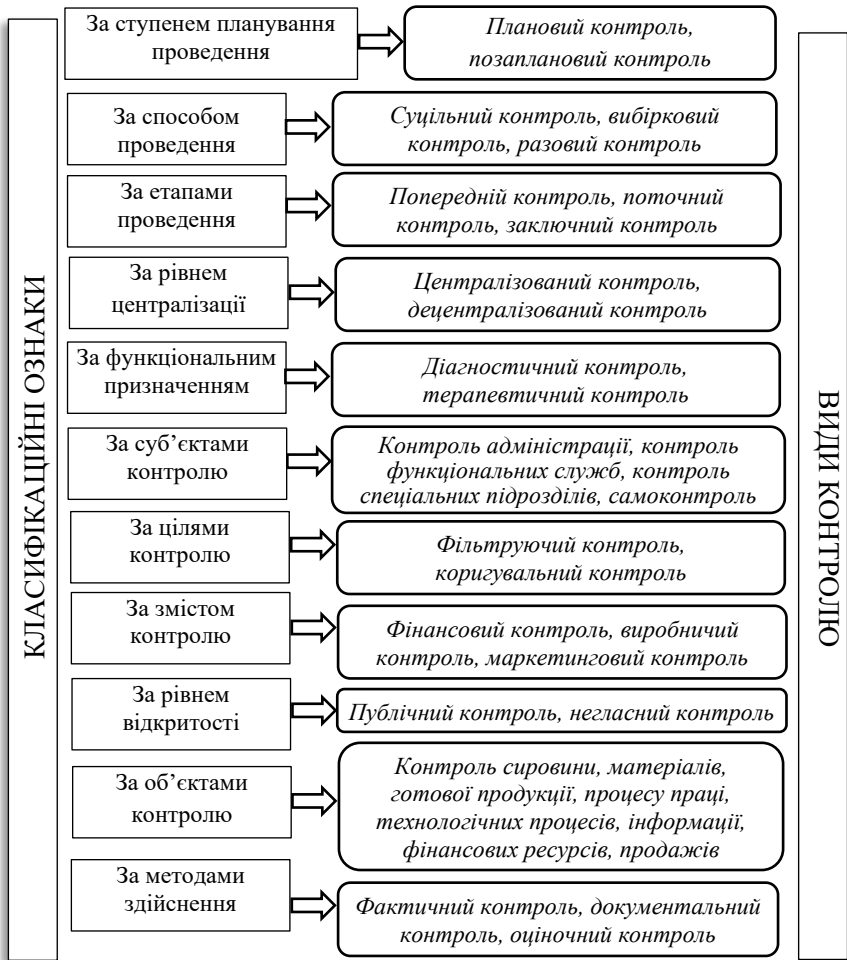 КЛАСИФІКАЦІЙНІ ОЗНАКИ
За ступенем планування
проведення
Плановий контроль,
позаплановий контроль
За способом
проведення
Суцільний контроль, вибірковий
контроль, разовий контроль
За етапами
проведення
Попередній контроль, поточний
контроль, заключний контроль
За рівнем
централізації
Централізований контроль,
децентралізований контроль
За функціональним
призначенням
Діагностичний контроль,
терапевтичний контроль
За суб’єктами
контролю
Контроль адміністрації, контроль
функціональних служб, контроль
спеціальних підрозділів, самоконтроль
За цілями
контролю
Фільтруючий контроль,
коригувальний контроль
За змістом
контролю
Фінансовий контроль, виробничий
контроль, маркетинговий контроль
За рівнем
відкритості
Публічний контроль, негласний контроль
За об’єктами
контролю
Контроль сировини, матеріалів,
готової продукції, процесу праці,
технологічних процесів, інформації,
фінансових ресурсів, продажів
За методами
здійснення
Фактичний контроль, документальний
контроль, оціночний контроль
ВИДИ КОНТРОЛЮ